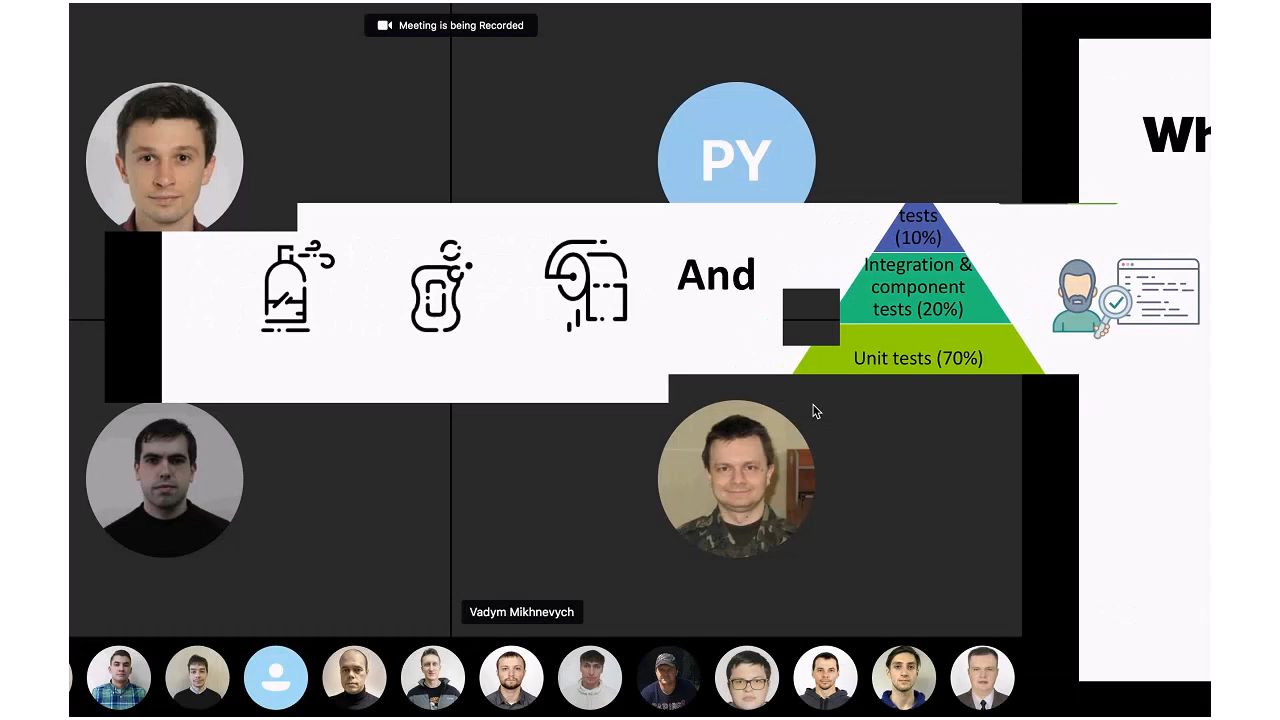 Meeting is being Recorded
Wh
PY
tests
(10%)
And
Integration &
component
tests (20%)
Unit tests (70%)
Vadym Mikhnevych